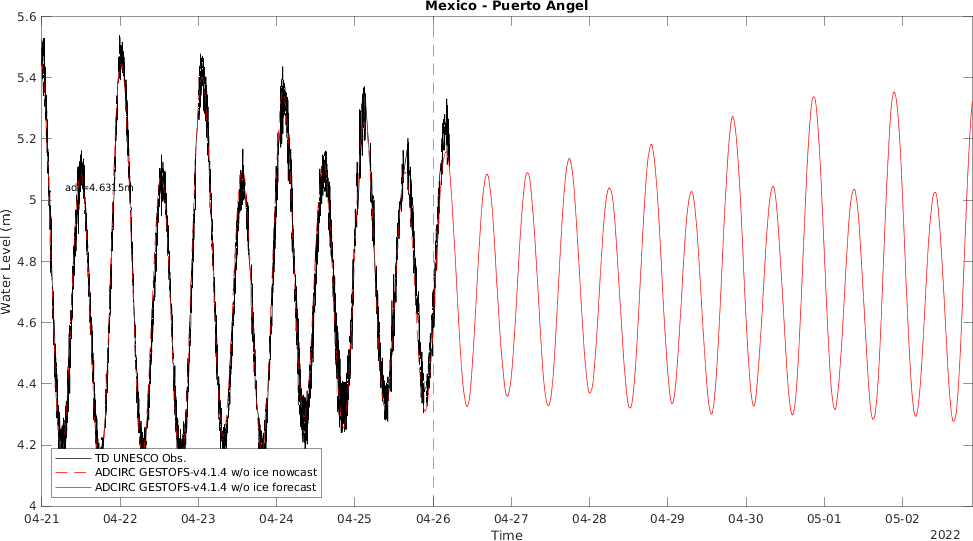 Mexico - Puerto Angel
5.6
5.4
5.2
5
4.8
4.6
4.4
4.2
4
Water Level (m)
TD UNESCO Obs.
ADCIRC GESTOFS-v4.1.4 w/o ice nowcast
ADCIRC GESTOFS-v4.1.4 w/o ice forecast
04-21 04-22 04-23 04-24 04-25 04-26 04-27 04-28 04-29 04-30 05-01 05-02
Time
2022